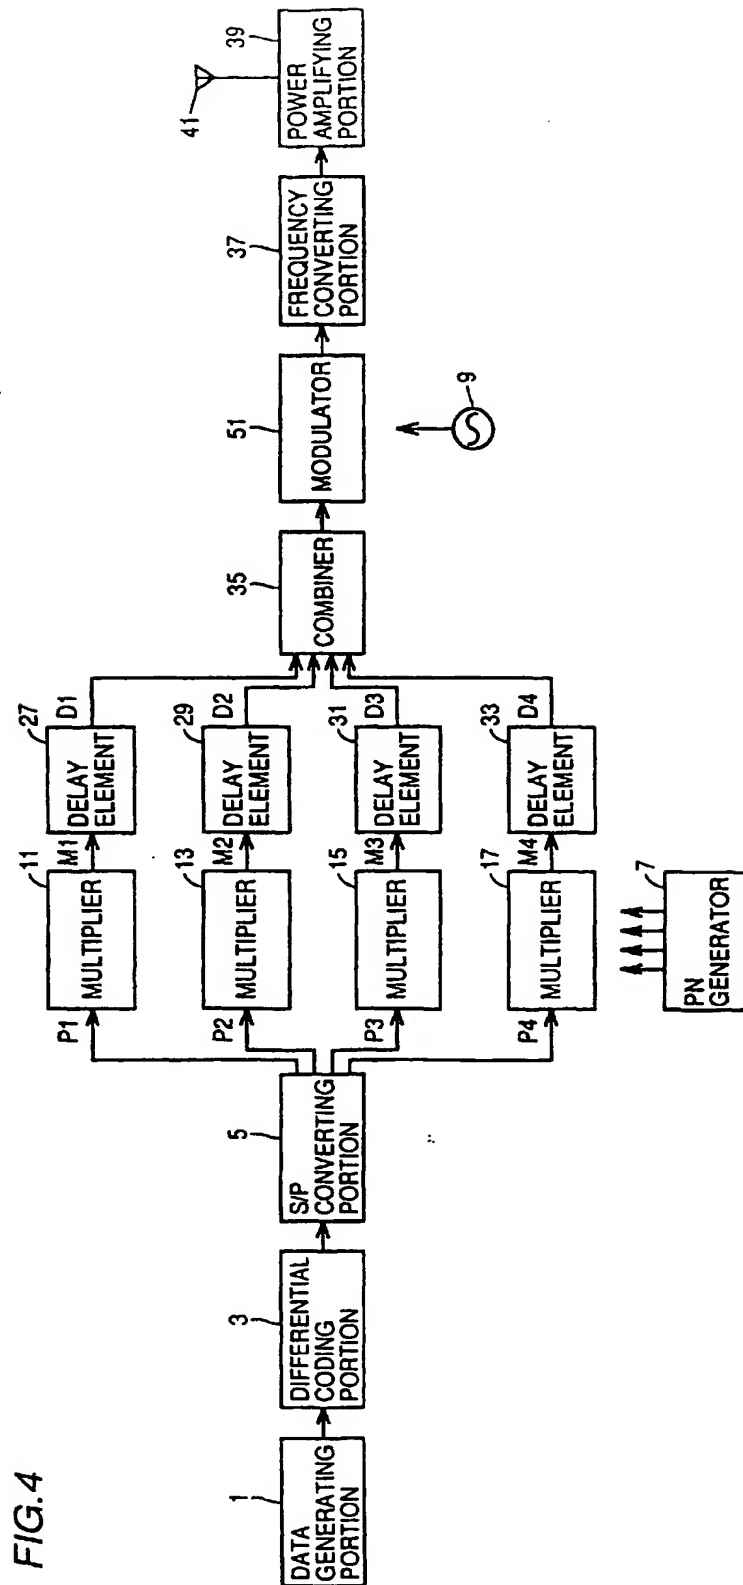 FIG.4
1
DATA
GENERATING
PORTION
3
DIFFERENTIAL
CODING
PORTION
5
S/P
CONVERTING
PORTION
P1
11
MULTIPLIER
M1
27
DELAY
ELEMENT
D1
P2
13
MULTIPLIER
M2
29
DELAY
ELEMENT
D2
P3
15
MULTIPLIER
M3
31
DELAY
ELEMENT
D3
P4
17
MULTIPLIER
M4
33
DELAY
ELEMENT
D4
7
PN
GENERATOR
35
COMBINER
51
MODULATOR
9
37
FREQUENCY
CONVERTING
PORTION
39
POWER
AMPLIFYING
PORTION
41